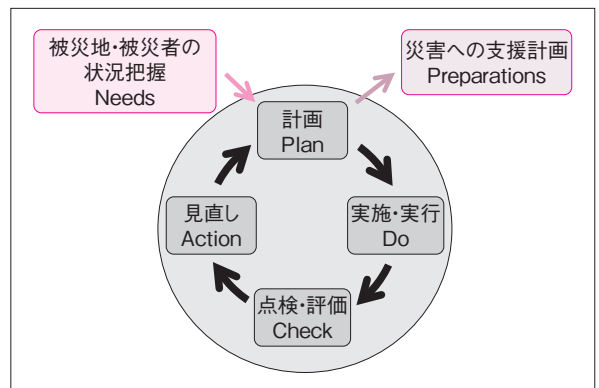 被災地・被災者の
状況把握
Needs
災害への支援計画
Preparations
計画
Plan
見直し
Action
実施・実行
Do
点検・評価
Check